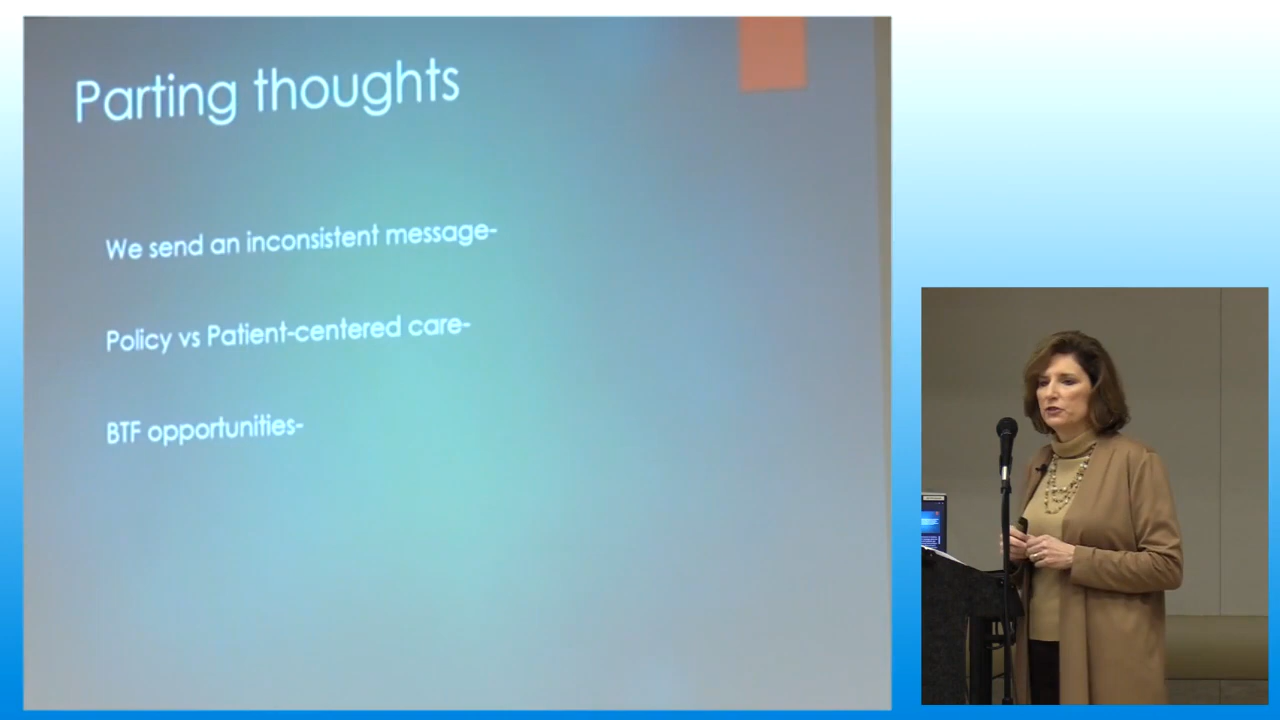 Parting thoughts
We send an inconsistent message-
Policy vs Patient-centered care-
BTF opportunities-